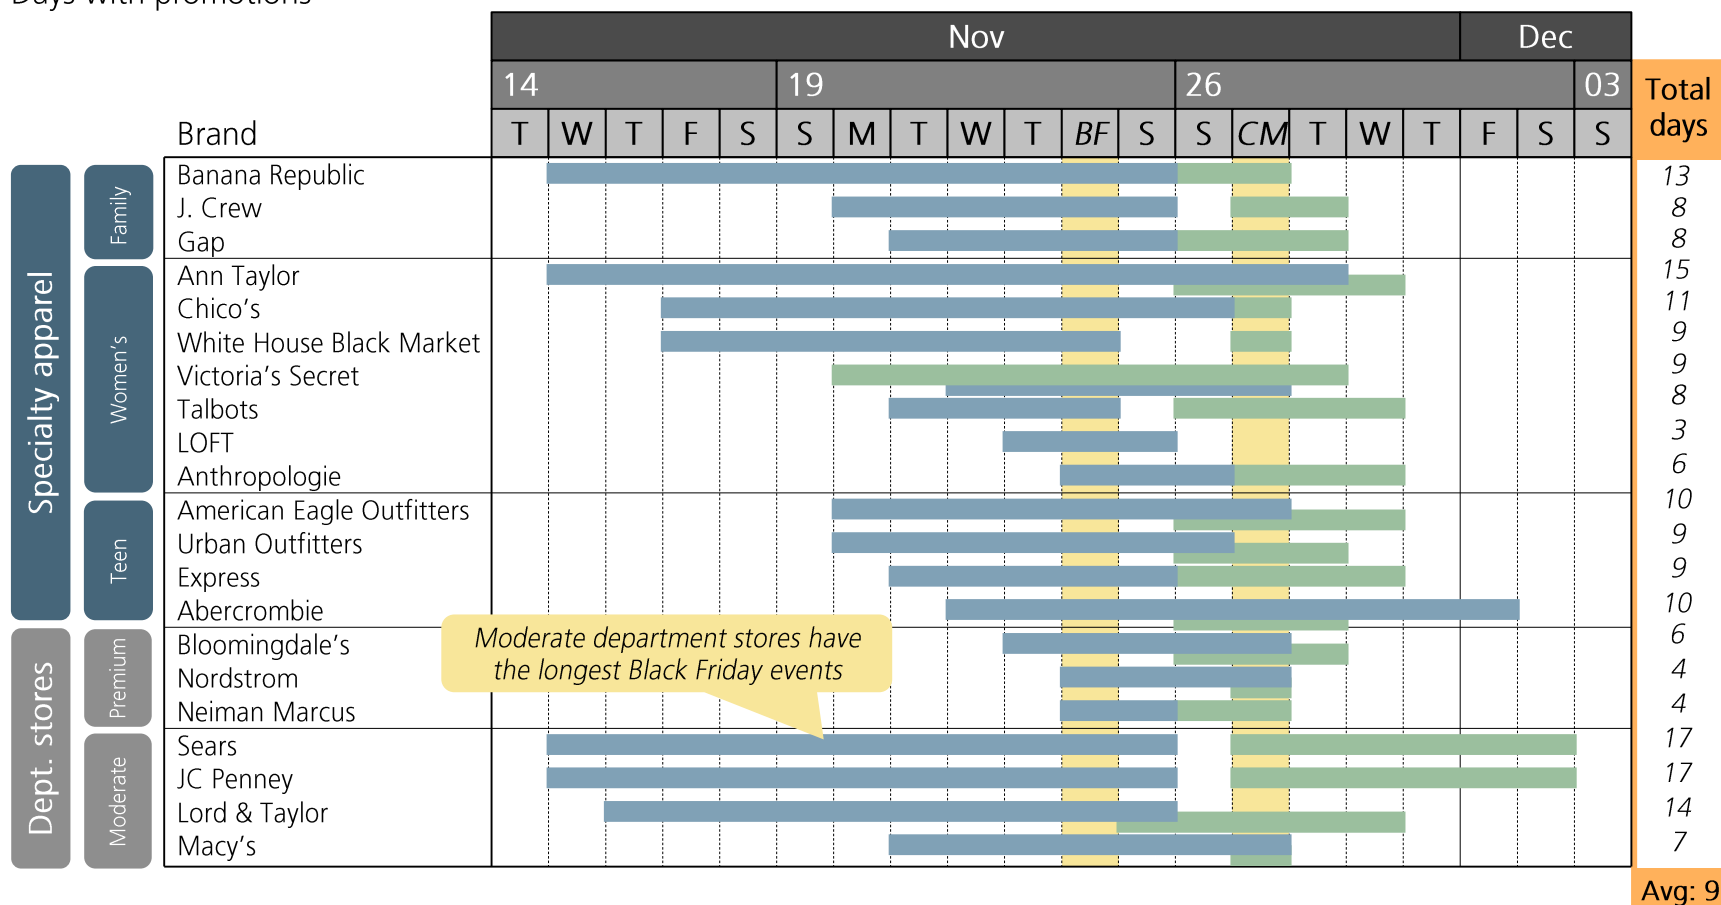 Days with promotions
Nov Dec
14 19 26 03
Total
days
Brand T W T F S S M T W T BF S S CM T W T F S S
Specialty apparel
Family
Banana Republic 13
J. Crew 8
Gap 8
Women's
Ann Taylor 15
Chico's 11
White House Black Market 9
Victoria's Secret 9
Talbots 8
LOFT 3
Anthropologie 6
Teen
American Eagle Outfitters 10
Urban Outfitters 9
Express 9
Abercrombie 10
Dept. stores
Premium
Bloomingdale's 6
Nordstrom 4
Neiman Marcus 4
Moderate department stores have
the longest Black Friday events
Moderate
Sears 17
JC Penney 17
Lord & Taylor 14
Macy's 7
Avg: 9